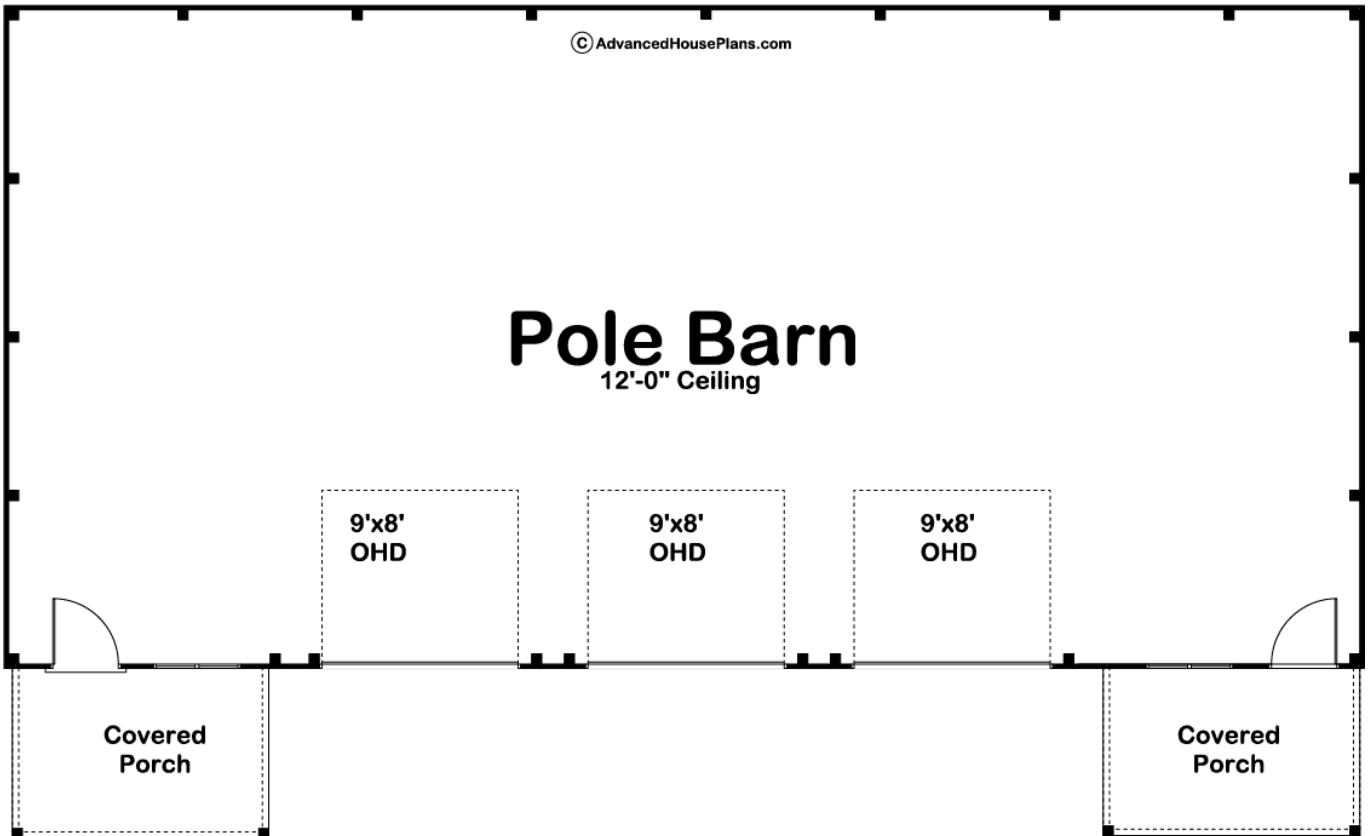 © AdvancedHousePlans.com
Pole Barn
12'-0" Ceiling
9'x8'
OHD
9'x8'
OHD
9'x8'
OHD
Covered
Porch
Covered
Porch